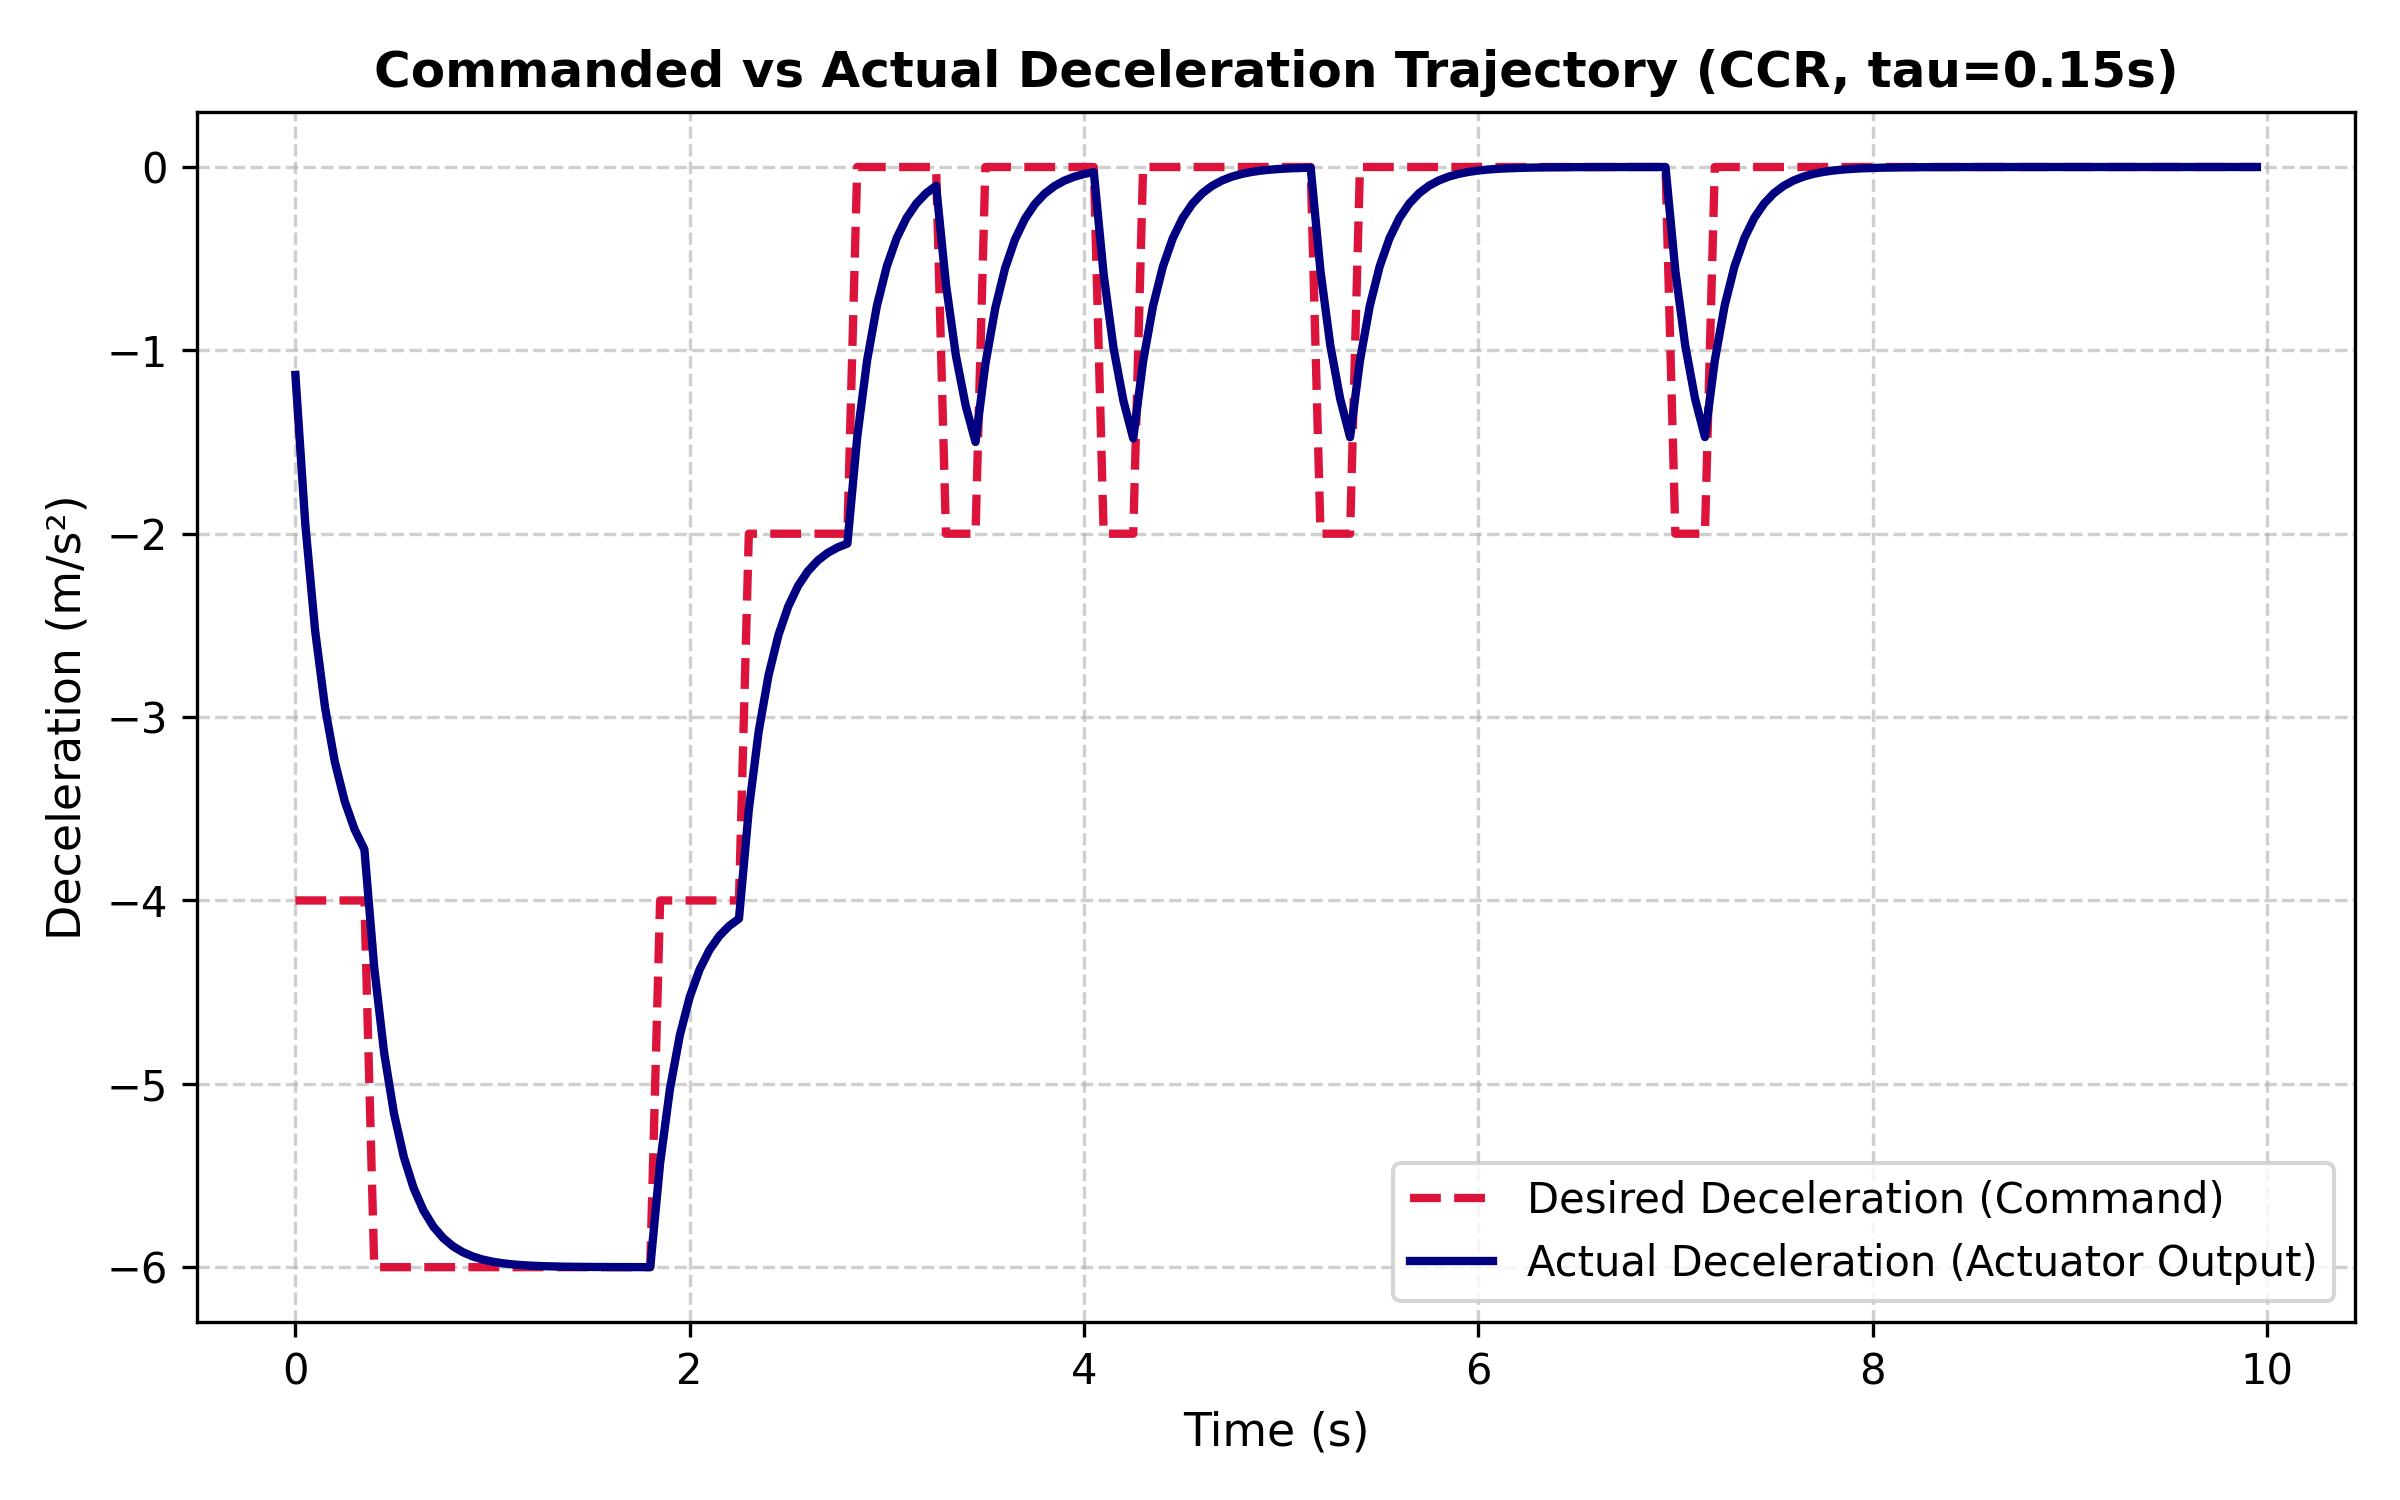 Commanded vs Actual Deceleration Trajectory (CCR, tau=0.15s)
Deceleration (m/s²)
0
−1
−2
−3
−4
−5
−6
Desired Deceleration (Command)
Actual Deceleration (Actuator Output)
0 2 4 6 8 10
Time (s)